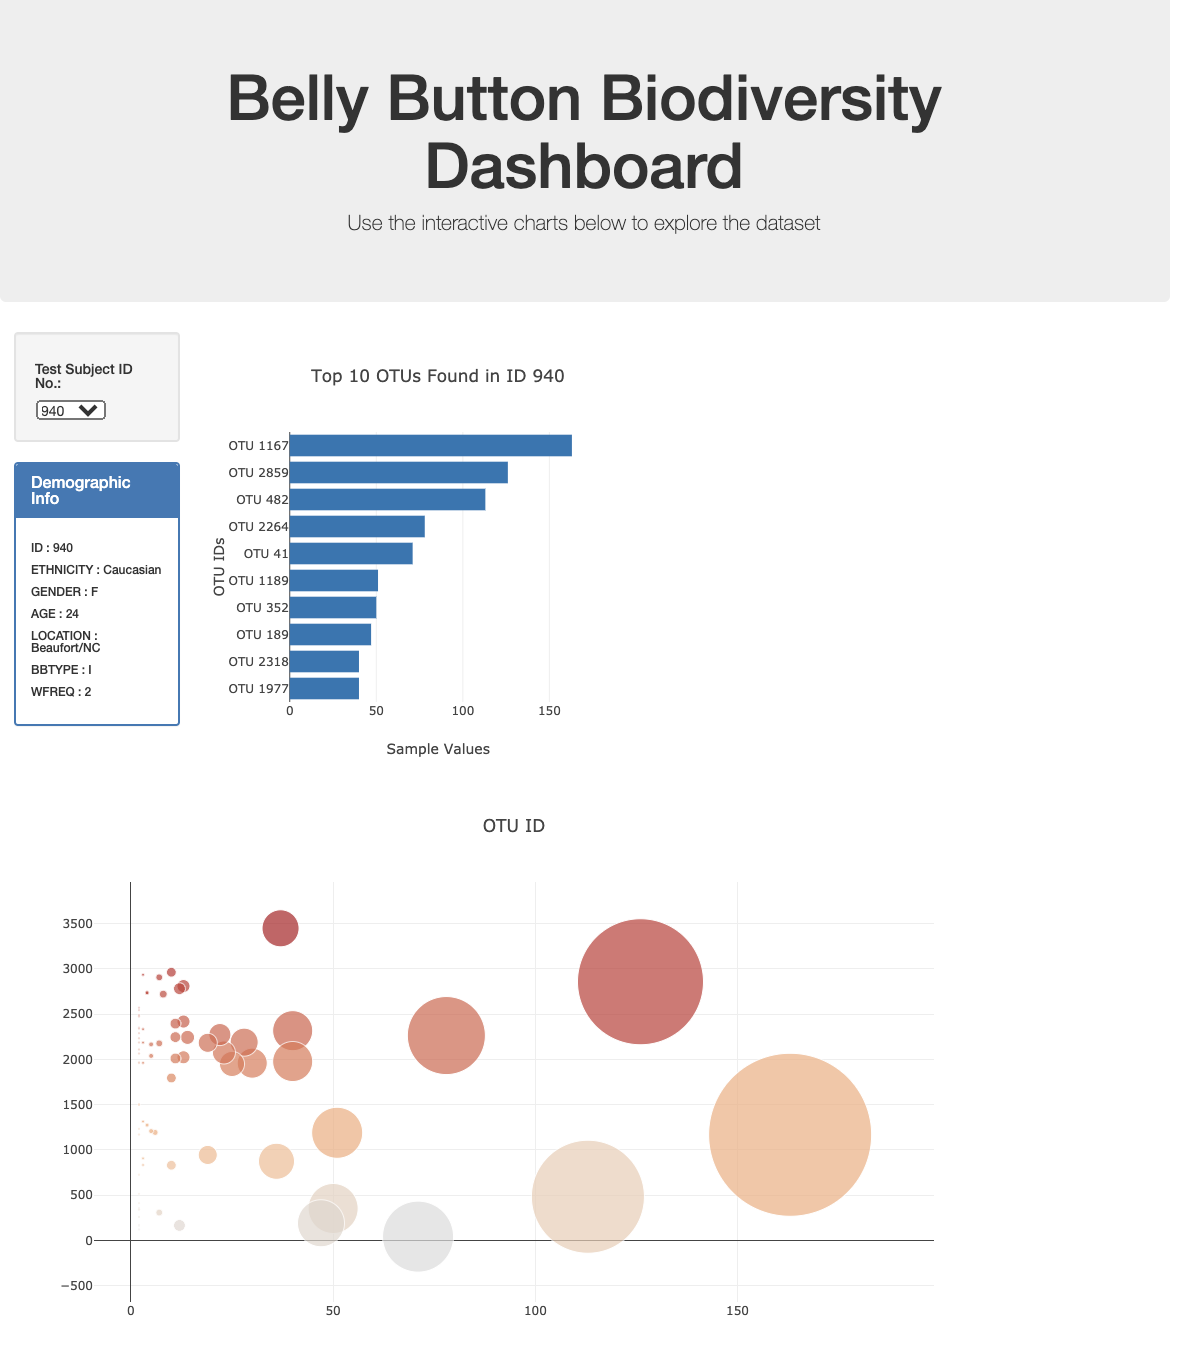 Belly Button Biodiversity
Dashboard
Use the interactive charts below to explore the dataset
Test Subject ID
No.:
940
Demographic
Info
ID : 940
ETHNICITY : Caucasian
GENDER : F
AGE : 24
LOCATION :
Beaufort/NC
BBTYPE : I
WFREQ : 2
Top 10 OTUs Found in ID 940
OTU IDs
OTU 1167
OTU 2859
OTU 482
OTU 2264
OTU 41
OTU 1189
OTU 352
OTU 189
OTU 2318
OTU 1977
0 50 100 150
Sample Values
OTU ID
3500
3000
2500
2000
1500
1000
500
0
−500
0 50 100 150